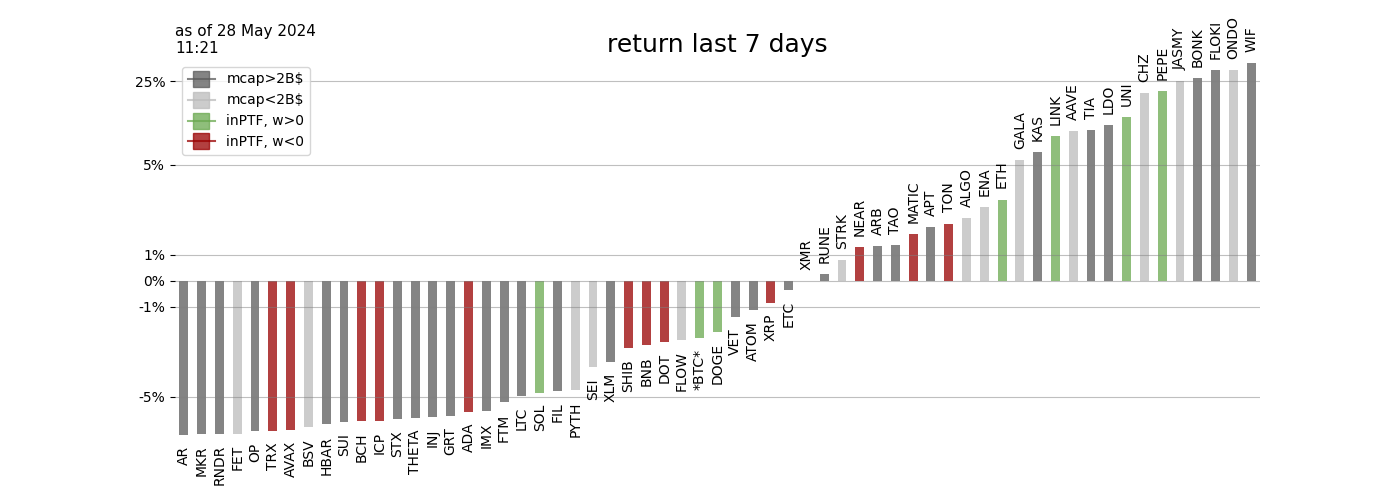 as of 28 May 2024
11:21
return last 7 days
mcap>2B$
mcap<2B$
inPTF, w>0
inPTF, w<0
25%
5%
1%
0%
-1%
-5%
AR
MKR
RNDR
FET
OP
TRX
AVAX
BSV
HBAR
SUI
BCH
ICP
STX
THETA
INJ
GRT
ADA
IMX
FTM
LTC
SOL
FIL
PYTH
SEI
XLM
SHIB
BNB
DOT
FLOW
*BTC*
DOGE
VET
ATOM
XRP
ETC
XMR
RUNE
STRK
NEAR
ARB
TAO
MATIC
APT
TON
ALGO
ENA
ETH
GALA
KAS
LINK
AAVE
TIA
LDO
UNI
CHZ
PEPE
JASMY
BONK
FLOKI
ONDO
WIF